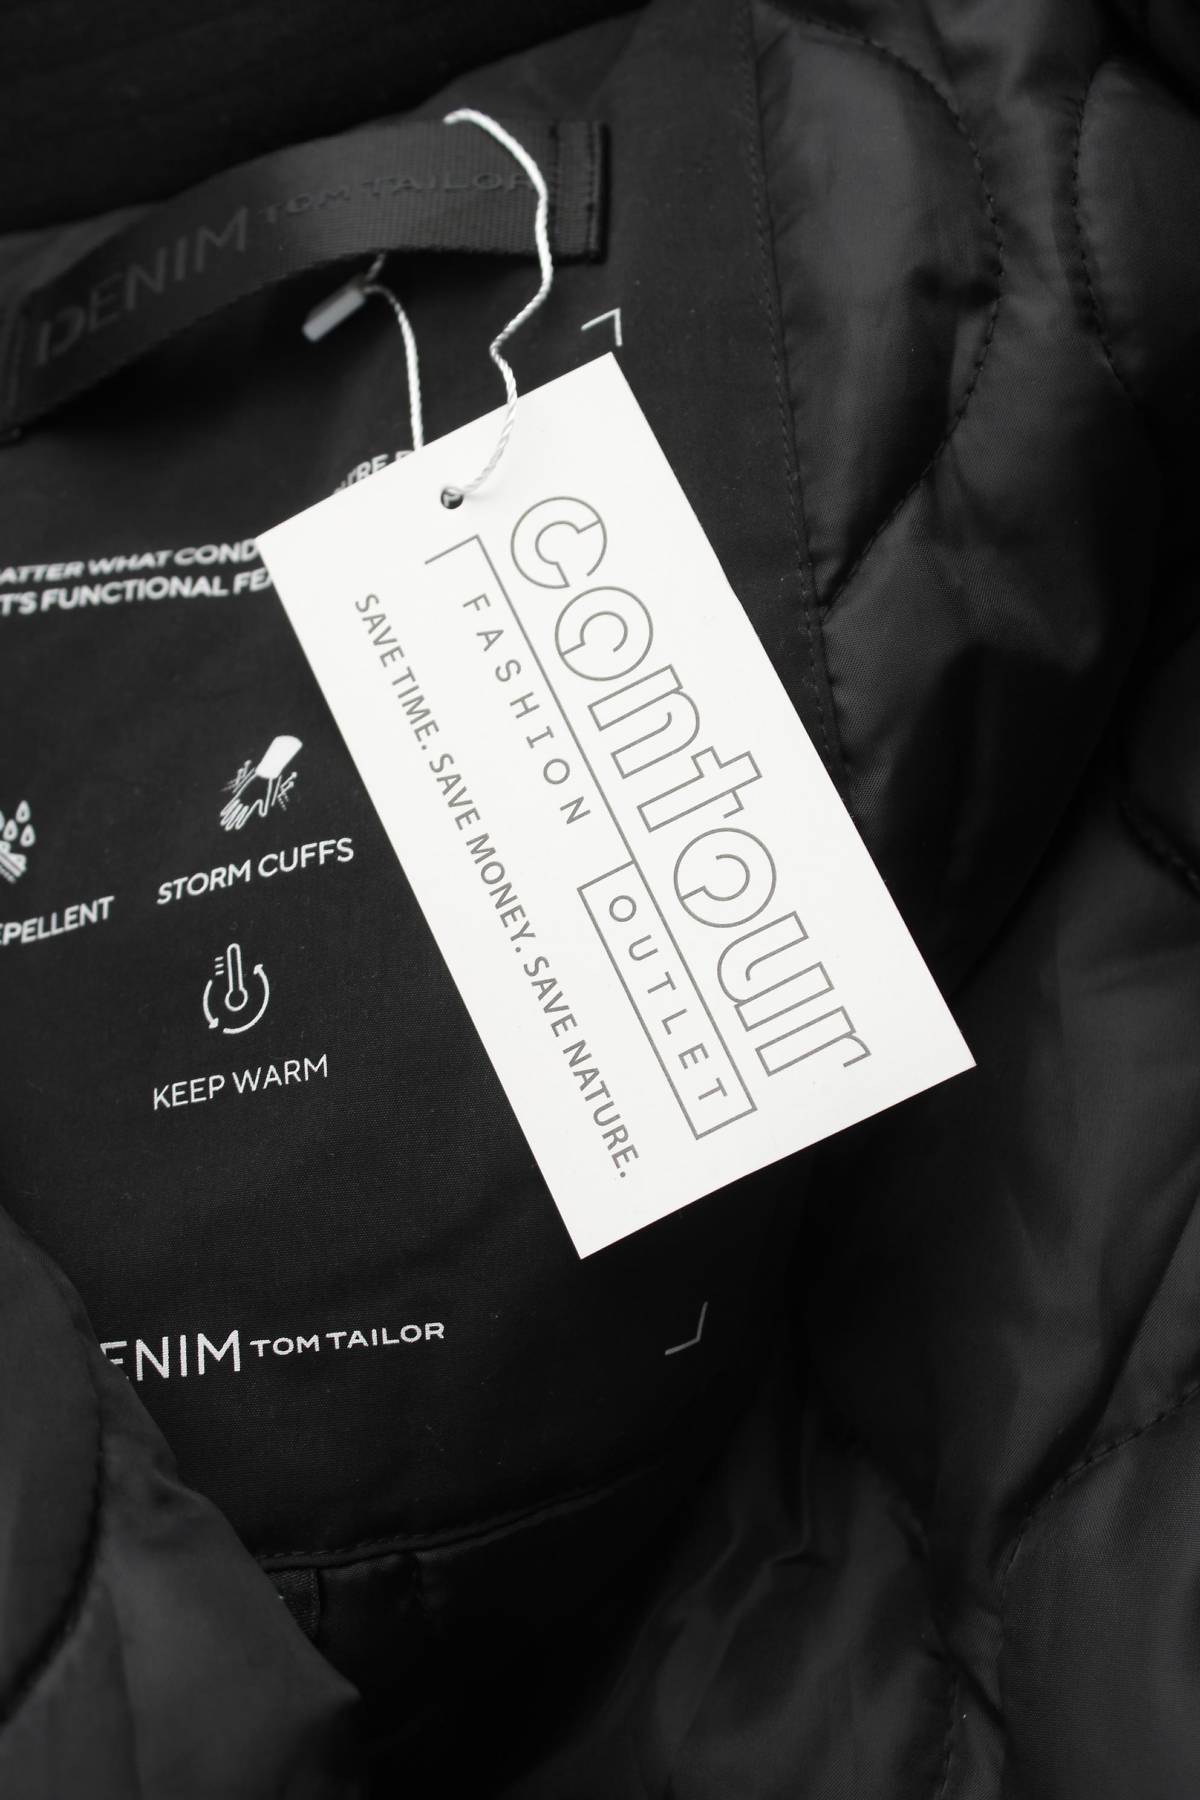 DENIM TOM TAILOR
ATTER WHAT COND
T'S FUNCTIONAL FEA
EPELLENT
STORM CUFFS
KEEP WARM
contour
FASHION OUTLET
SAVE TIME. SAVE MONEY. SAVE NATURE.
ENIM TOM TAILOR